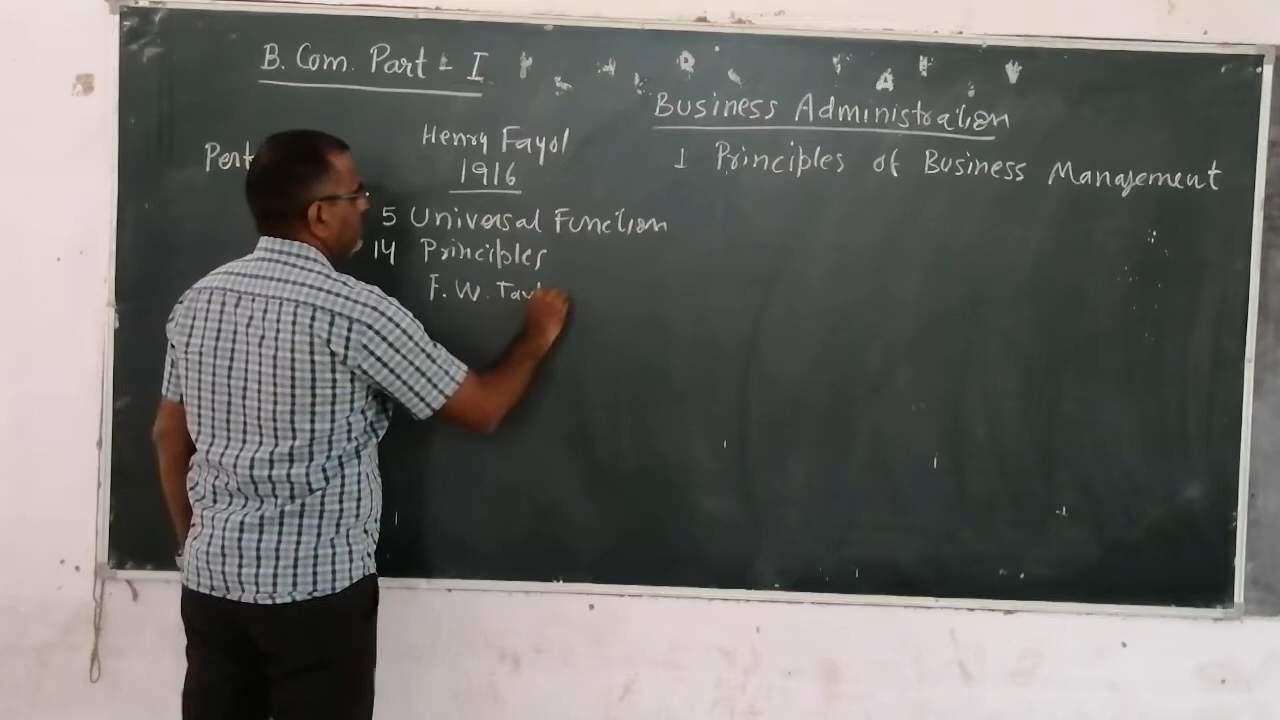 B. Com. Part - I
Business Administration
Henry Fayol
1916
1 Principles of Business Management
5 Universal Function
14 Principles
F. W.